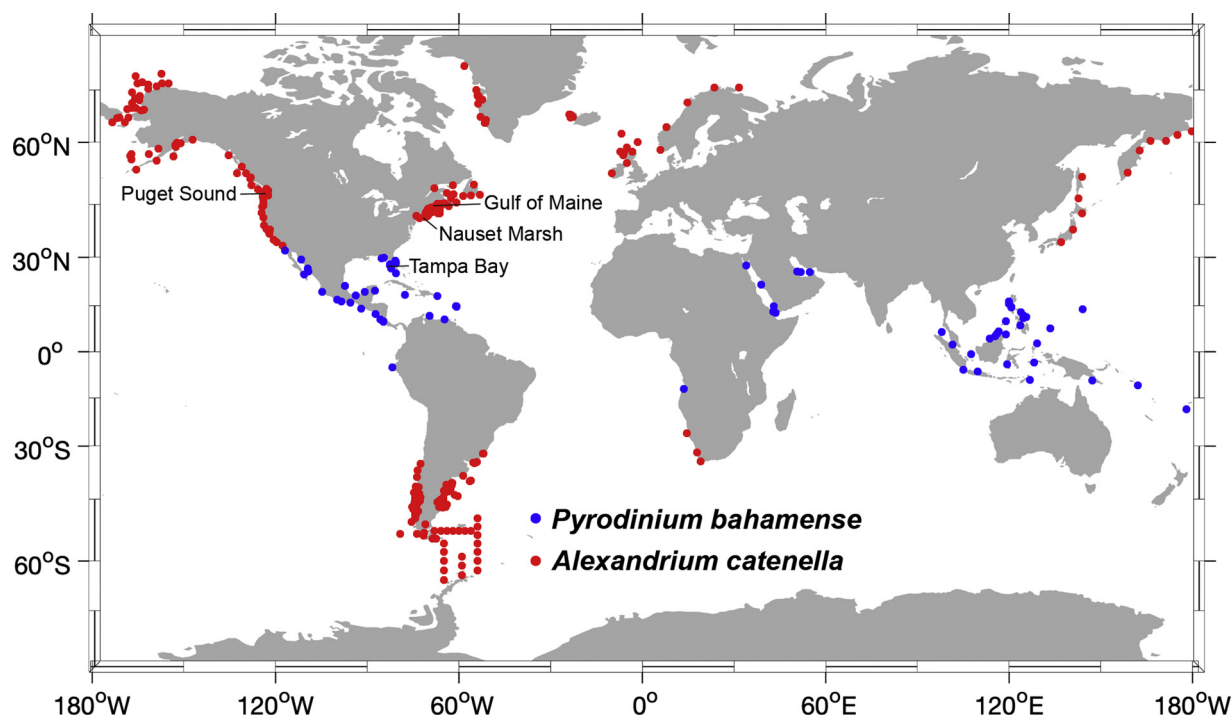 60°N
Puget Sound
Gulf of Maine
Nauset Marsh
30°N
Tampa Bay
0°
30°S
Pyrodinium bahamense
Alexandrium catenella
60°S
180°W 120°W 60°W 0° 60°E 120°E 180°W